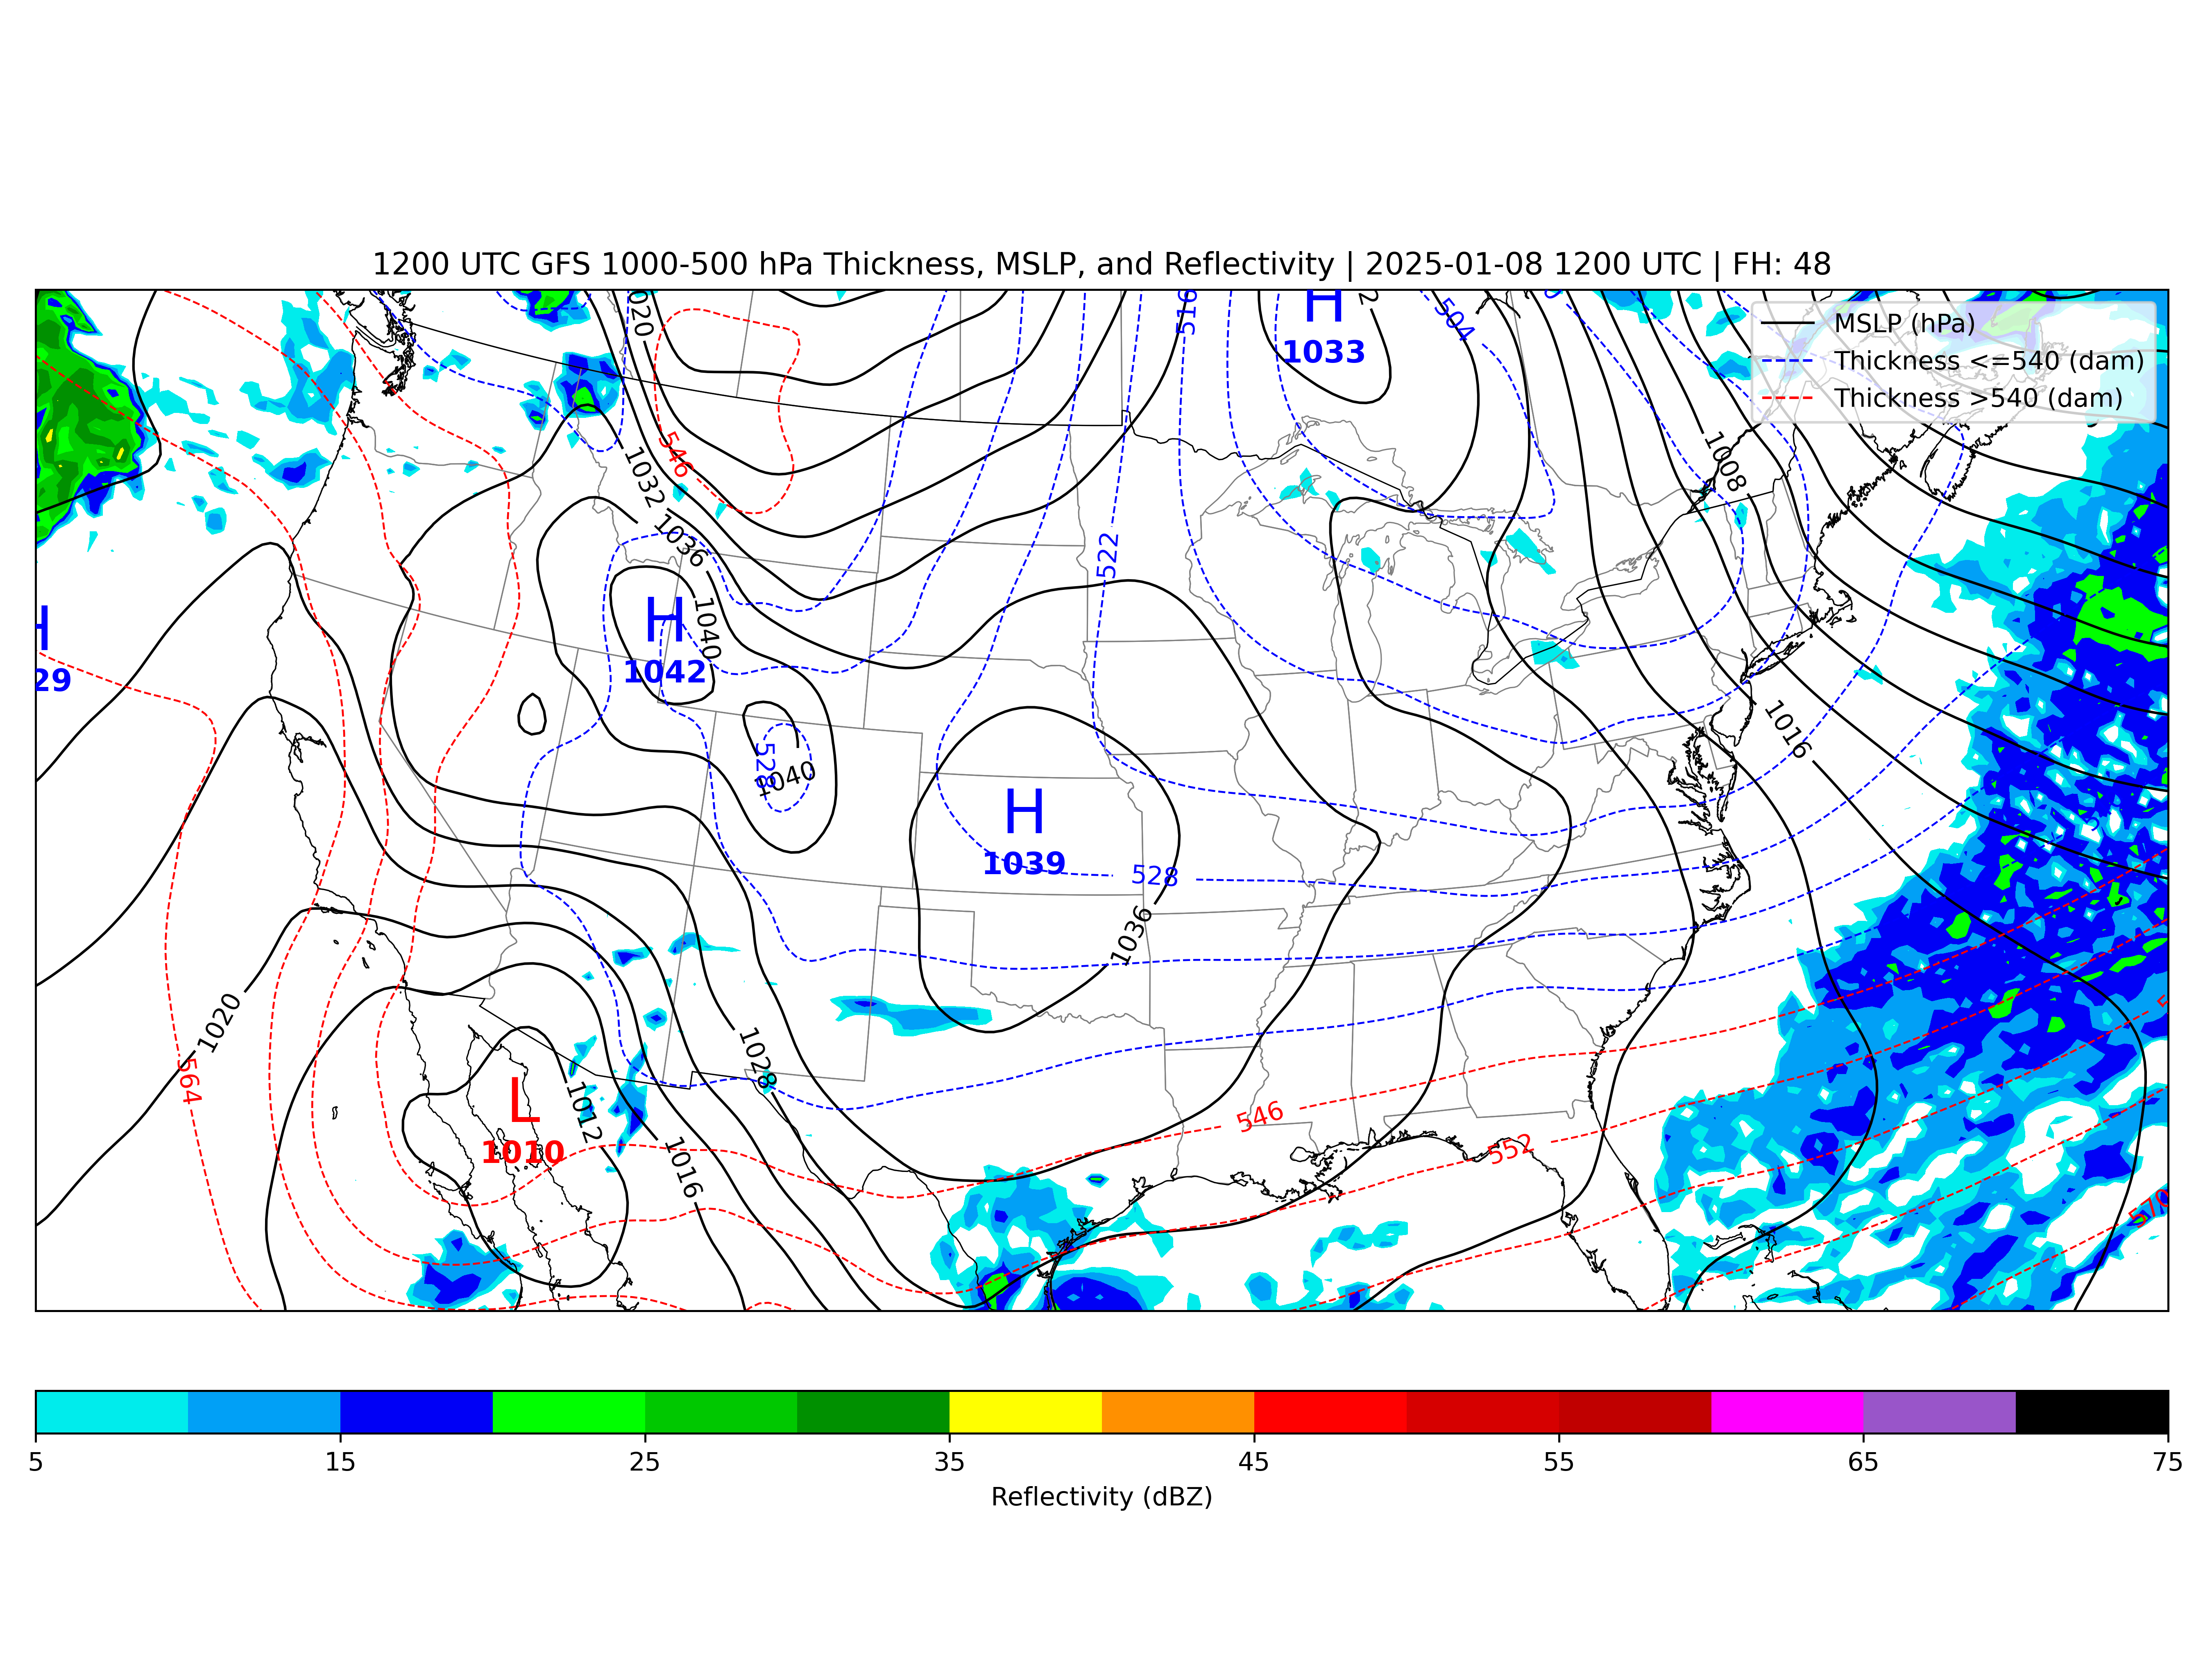 1200 UTC GFS 1000-500 hPa Thickness, MSLP, and Reflectivity | 2025-01-08 1200 UTC | FH: 48
MSLP (hPa)
Thickness <=540 (dam)
Thickness >540 (dam)
H
1033
516
504
020
546
1032
1036
1008
522
H
29
H
1042
1040
1016
528
1040
H
1039
528
1036
1020
564
1028
L
1010
1012
1016
546
552
570
5 15 25 35 45 55 65 75
Reflectivity (dBZ)